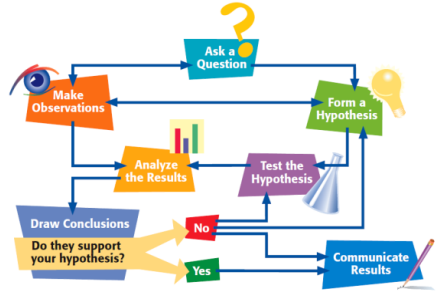 Ask a
Question
Make
Observations
Form a
Hypothesis
Analyze
the Results
Test the
Hypothesis
Draw Conclusions
Do they support
your hypothesis?
No
Yes
Communicate
Results